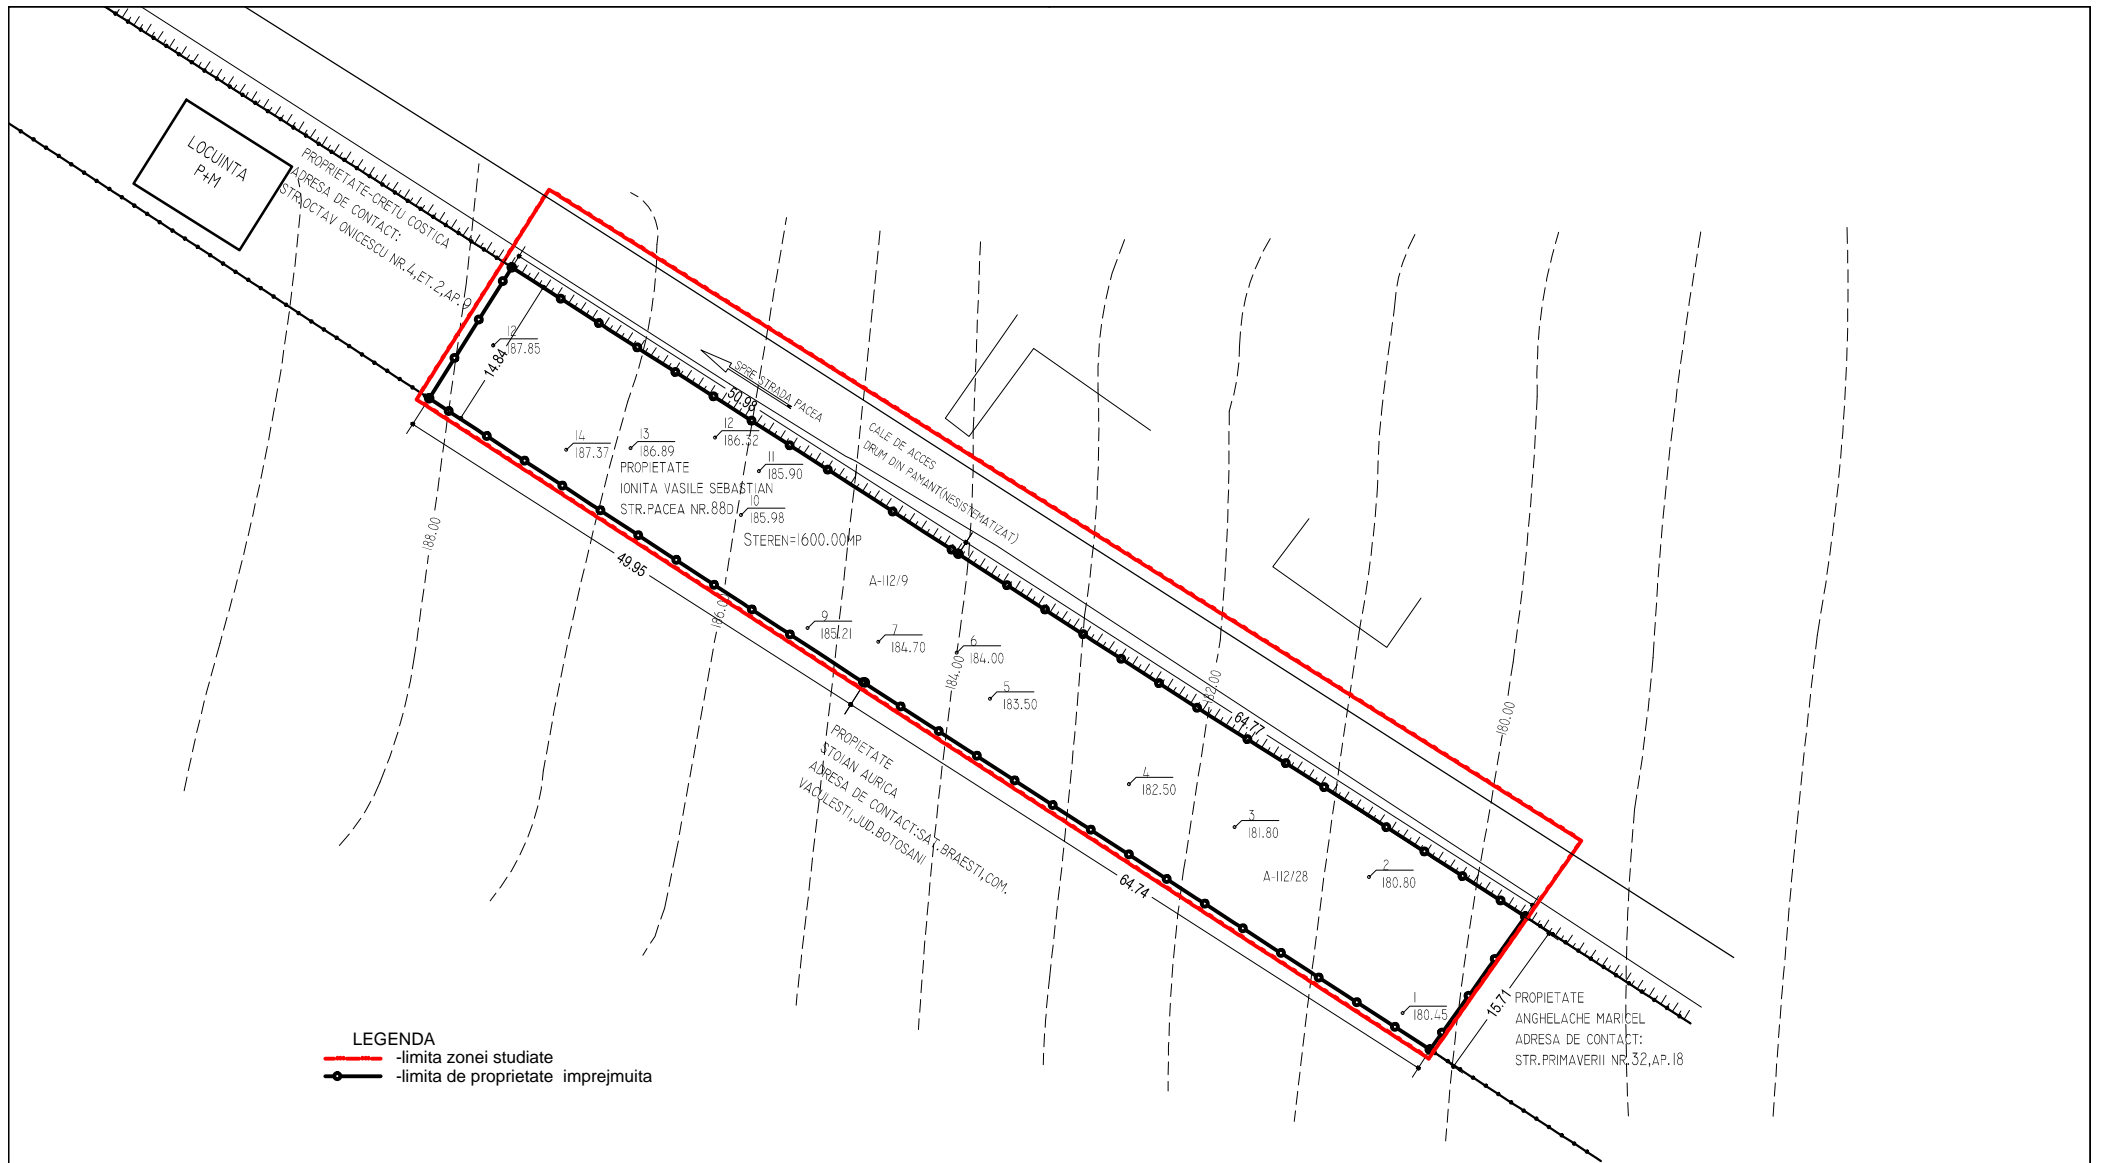 LOCUINTA
P+M
PROPRIETATE-CRETU COSTICA
ADRESA DE CONTACT:
STR.OCTAV ONICESCU NR.4,ET.2,AP.9
12
187.85
14.84
SPRE STRADA PACEA
50.98
CALE DE ACCES
DRUM DIN PAMANT(NESISTEMATIZAT)
14
187.37
13
186.89
12
186.32
11
185.90
PROPIETATE
IONITA VASILE SEBASTIAN
STR.PACEA NR.88D
10
185.98
STEREN=1600.00MP
188.00
49.95
A-112/9
186.0
9
185.21
7
184.70
6
184.00
184.00
5
183.50
182.00
64.77
180.00
PROPIETATE
STOIAN AURICA
ADRESA DE CONTACT:SAT.BRAESTI,COM.
VACULESTI,JUD.BOTOSANI
4
182.50
3
181.80
A-112/28
2
180.80
64.74
1
180.45
15.71
PROPIETATE
ANGHELACHE MARICEL
ADRESA DE CONTACT:
STR.PRIMAVERII NR.32,AP.18
LEGENDA
-limita zonei studiate
-limita de proprietate imprejmuita